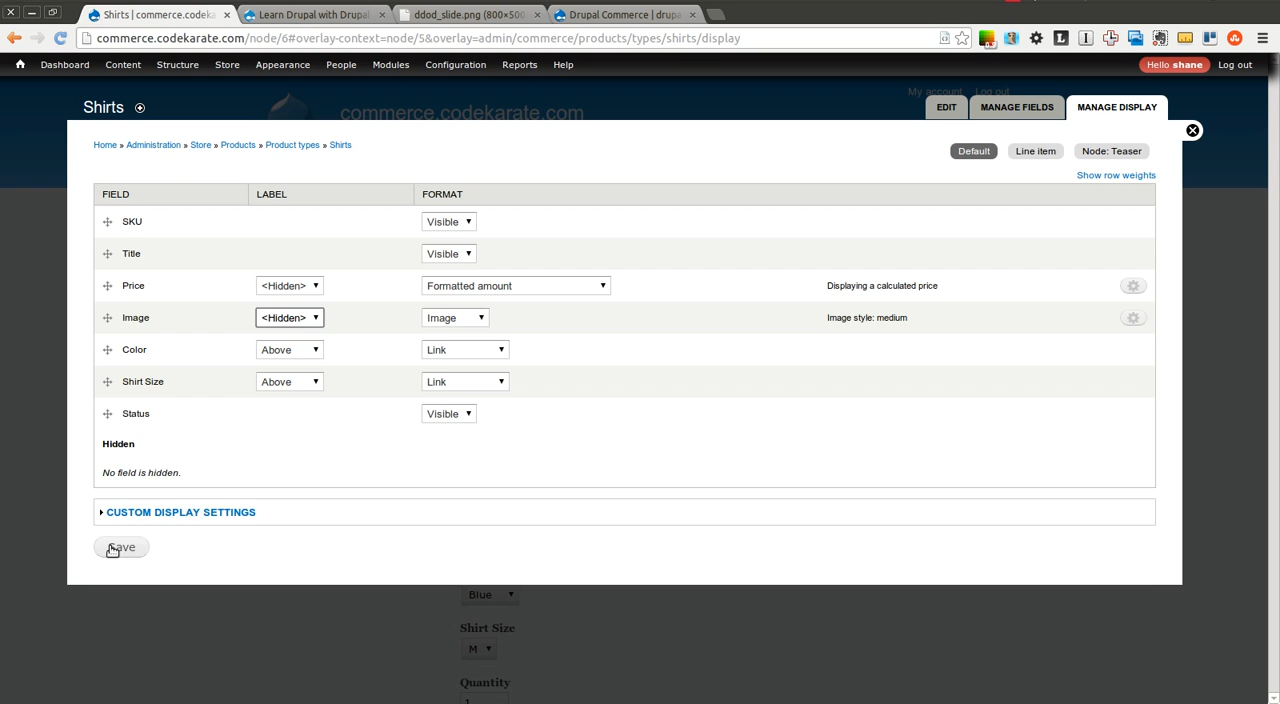 Shirts | commerce.codeka
Learn Drupal with Drupal
ddod_slide.png (800×500
Drupal Commerce | drupa
commerce.codekarate.com/node/6#overlay-context=node/5&overlay=admin/commerce/products/types/shirts/display
Dashboard Content Structure Store Appearance People Modules Configuration Reports Help Hello shane Log out
My account Log out
commerce.codekarate.com
Shirts
EDIT MANAGE FIELDS MANAGE DISPLAY
Home » Administration » Store » Products » Product types » Shirts
Default Line item Node: Teaser
Show row weights
FIELD LABEL FORMAT
SKU Visible
Title Visible
Price <Hidden> Formatted amount Displaying a calculated price
Image <Hidden> Image Image style: medium
Color Above Link
Shirt Size Above Link
Status Visible
Hidden
No field is hidden.
CUSTOM DISPLAY SETTINGS
Save
Blue
Shirt Size
M
Quantity
1